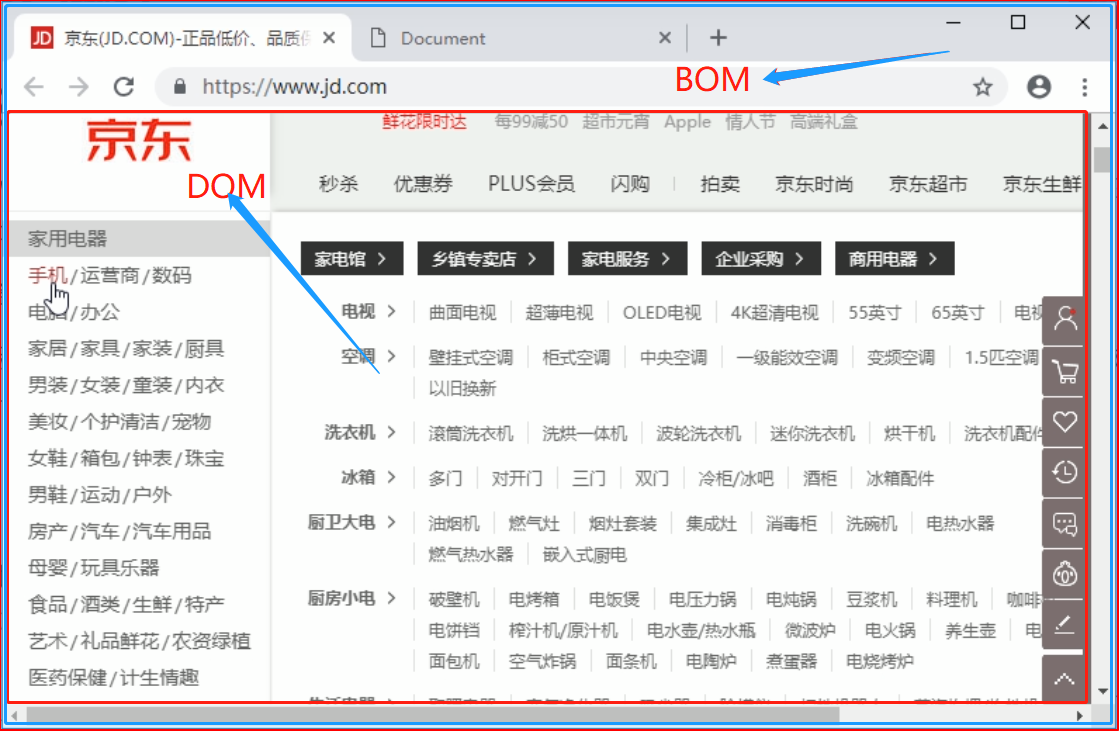 JD 京东(JD.COM)-正品低价、品质保 Document
https://www.jd.com
BOM
京东
鲜花限时达 每99减50 超市元宵 Apple 情人节 高端礼盒
DOM
秒杀 优惠券 PLUS会员 闪购 拍卖 京东时尚 京东超市 京东生鲜
家用电器
手机/运营商/数码
电脑/办公
家居/家具/家装/厨具
男装/女装/童装/内衣
美妆/个护清洁/宠物
女鞋/箱包/钟表/珠宝
男鞋/运动/户外
房产/汽车/汽车用品
母婴/玩具乐器
食品/酒类/生鲜/特产
艺术/礼品鲜花/农资绿植
医药保健/计生情趣
家电馆 乡镇专卖店 家电服务 企业采购 商用电器
电视 曲面电视 超薄电视 OLED电视 4K超清电视 55英寸 65英寸 电视
空调 壁挂式空调 柜式空调 中央空调 一级能效空调 变频空调 1.5匹空调
以旧换新
洗衣机 滚筒洗衣机 洗烘一体机 波轮洗衣机 迷你洗衣机 烘干机 洗衣机配件
冰箱 多门 对开门 三门 双门 冷柜/冰吧 酒柜 冰箱配件
厨卫大电 油烟机 燃气灶 烟灶套装 集成灶 消毒柜 洗碗机 电热水器
燃气热水器 嵌入式厨电
厨房小电 破壁机 电烤箱 电饭煲 电压力锅 电炖锅 豆浆机 料理机 咖啡
电饼铛 榨汁机/原汁机 电水壶/热水瓶 微波炉 电火锅 养生壶 电
面包机 空气炸锅 面条机 电陶炉 煮蛋器 电烧烤炉